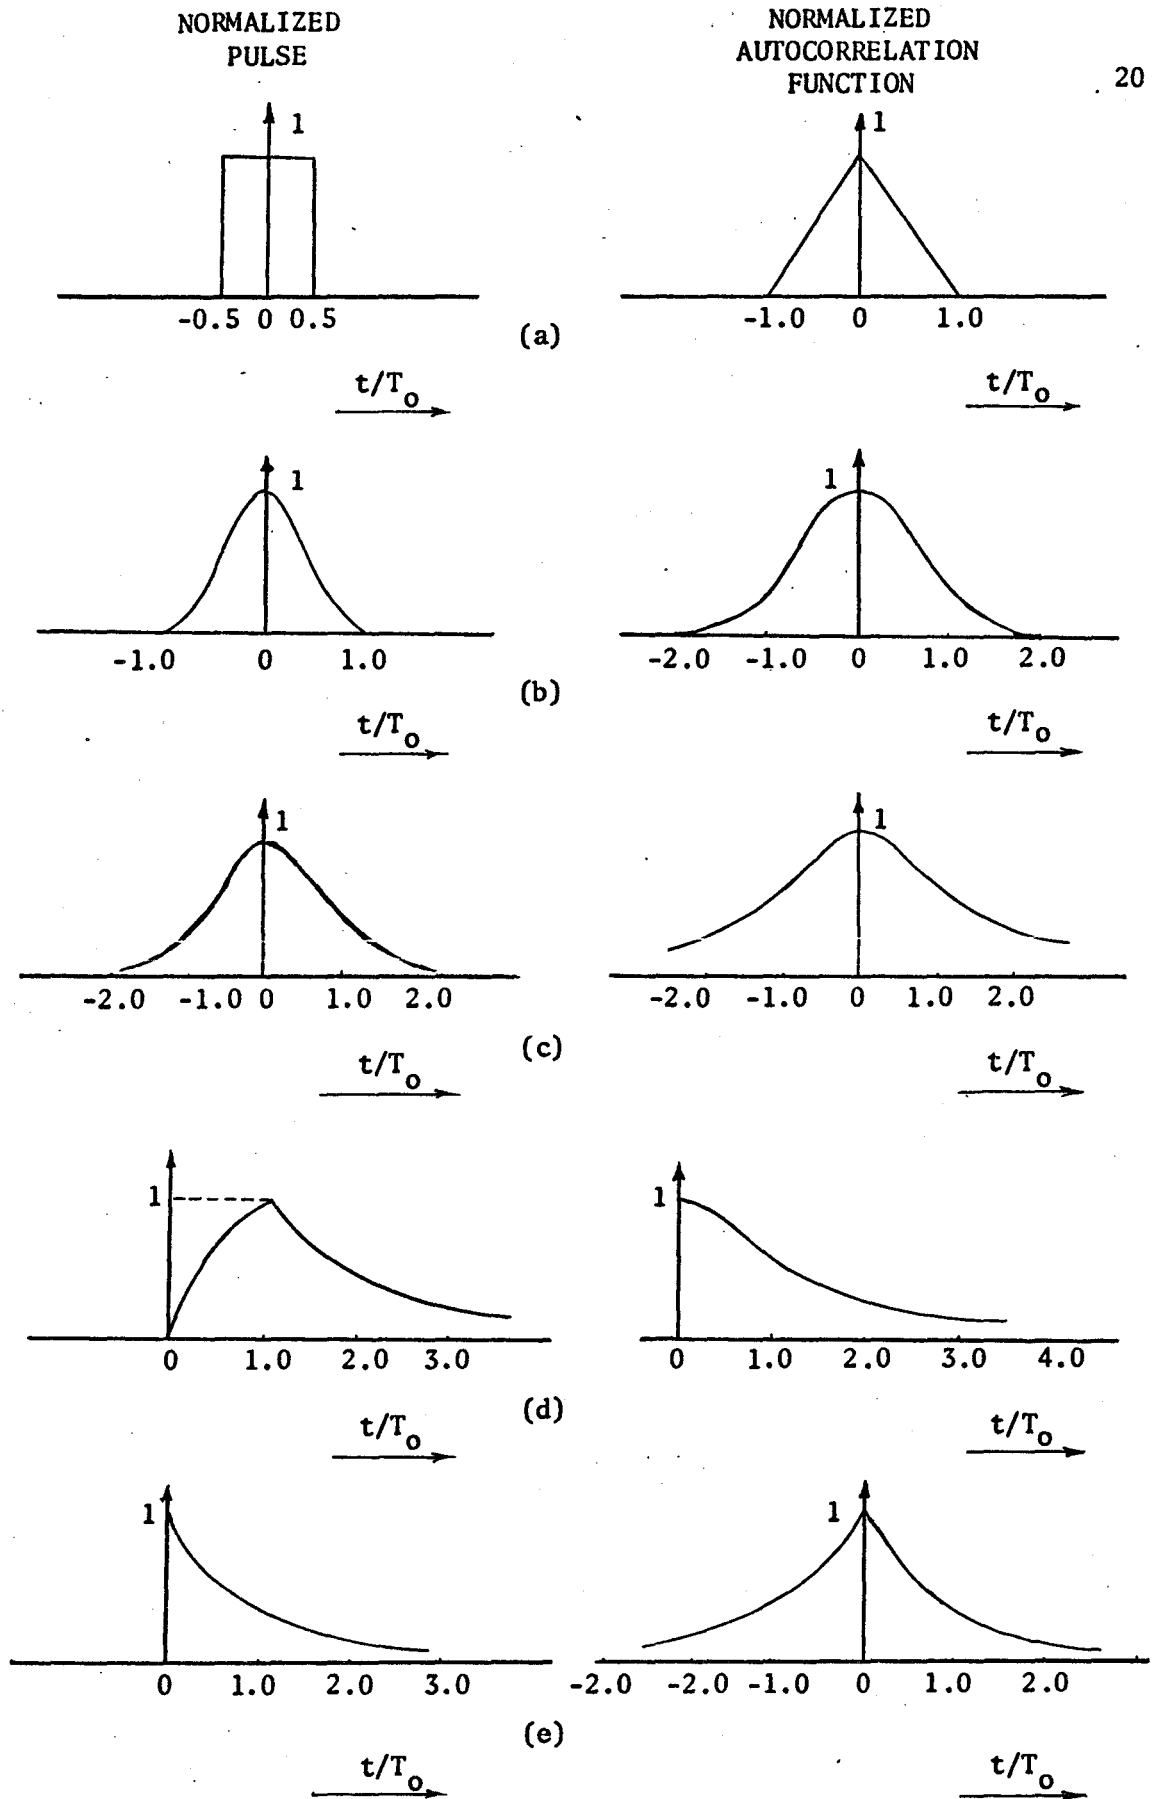 NORMALIZED
PULSE
NORMALIZED
AUTOCORRELATION
FUNCTION
20
1
-0.5 0 0.5
1
-1.0 0 1.0
(a)
t/To
t/To
1
-1.0 0 1.0
1
-2.0 -1.0 0 1.0 2.0
(b)
t/To
t/To
1
-2.0 -1.0 0 1.0 2.0
1
-2.0 -1.0 0 1.0 2.0
(c)
t/To
t/To
1
0 1.0 2.0 3.0
1
0 1.0 2.0 3.0 4.0
(d)
t/To
t/To
1
0 1.0 2.0 3.0
1
-2.0 -2.0 -1.0 0 1.0 2.0
(e)
t/To
t/To